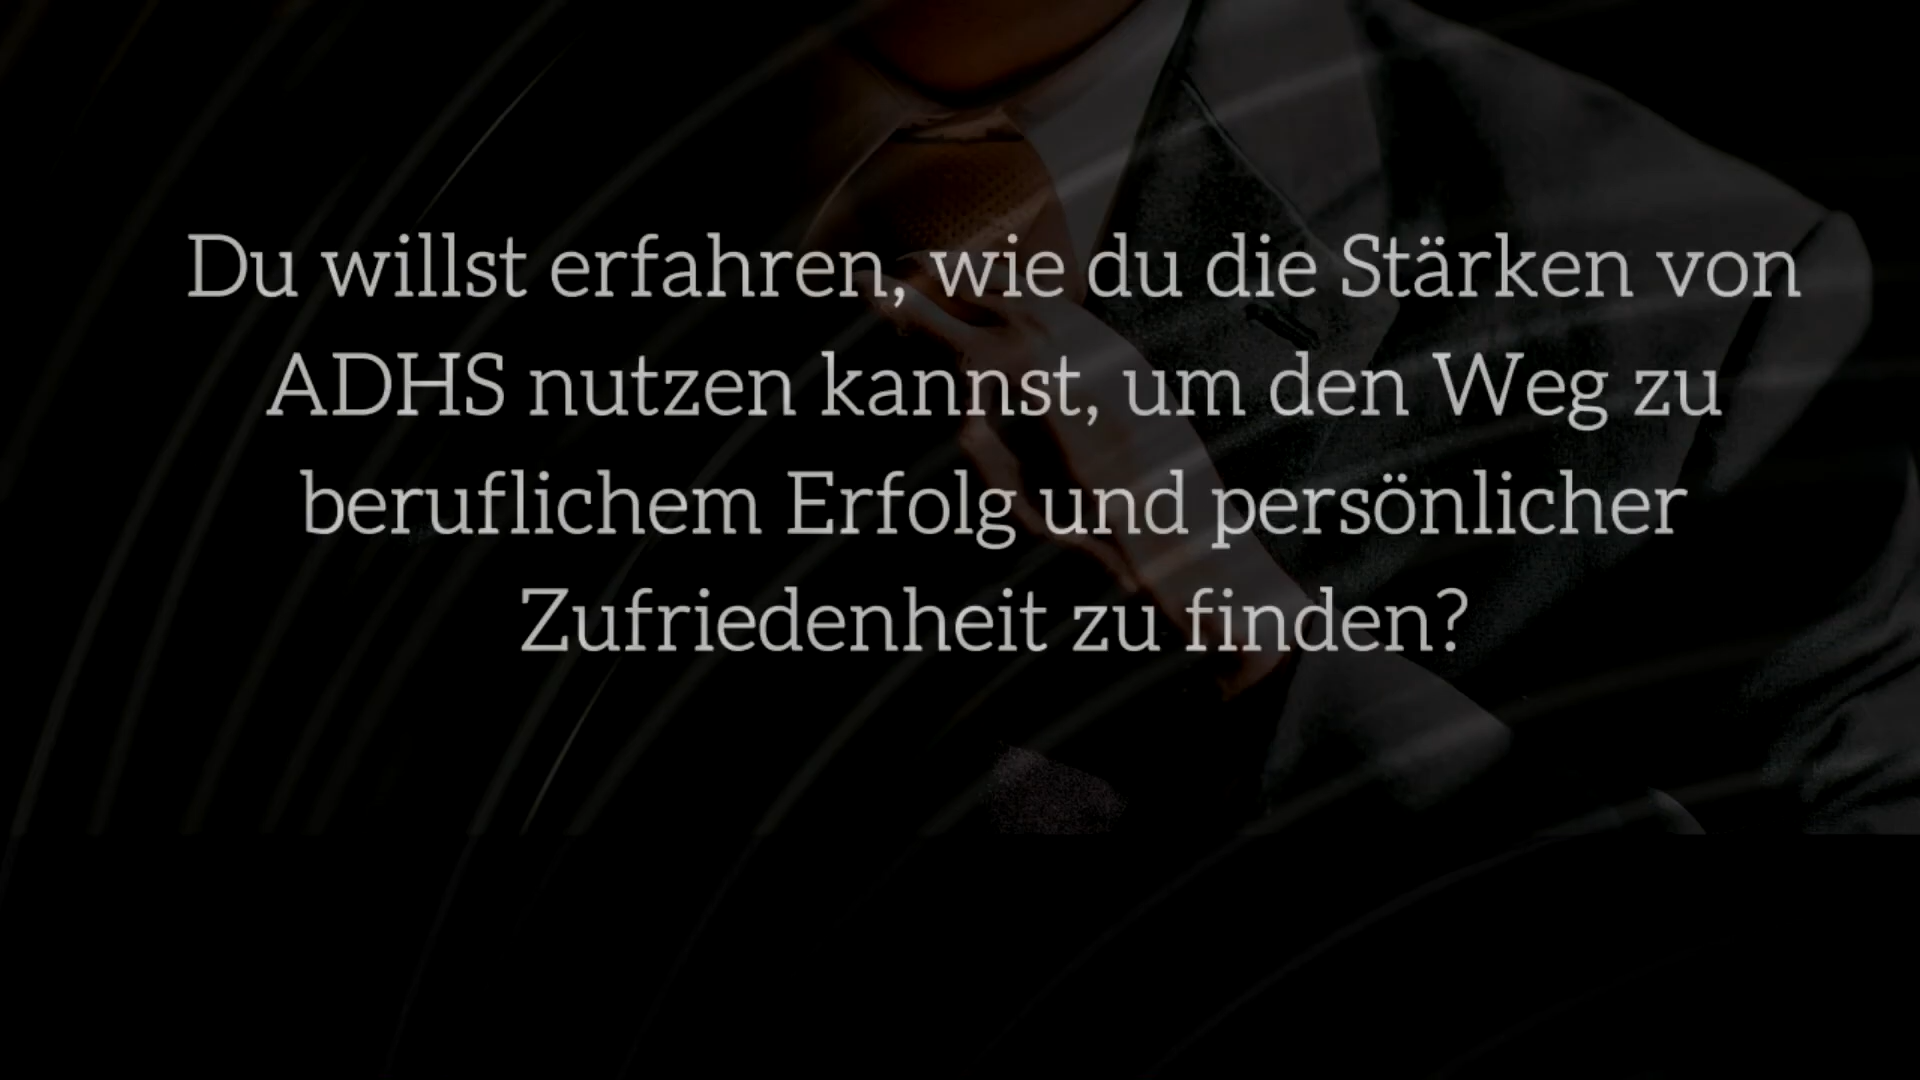 Du willst erfahren, wie du die Stärken von
ADHS nutzen kannst, um den Weg zu
beruflichem Erfolg und persönlicher
Zufriedenheit zu finden?